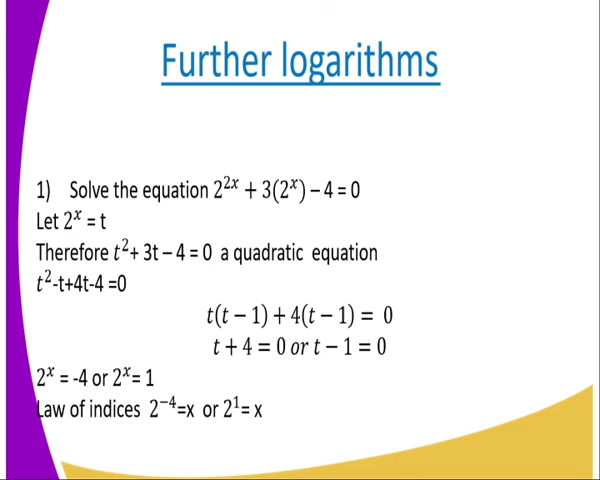 Further logarithms
1) Solve the equation 2^{2x} + 3(2^x) – 4 = 0
Let 2^x = t
Therefore t^2+ 3t – 4 = 0 a quadratic equation
t^2-t+4t-4 =0
t(t − 1) + 4(t − 1) = 0
t + 4 = 0 or t − 1 = 0
2^x = -4 or 2^x= 1
Law of indices 2^{−4}=x or 2^1= x